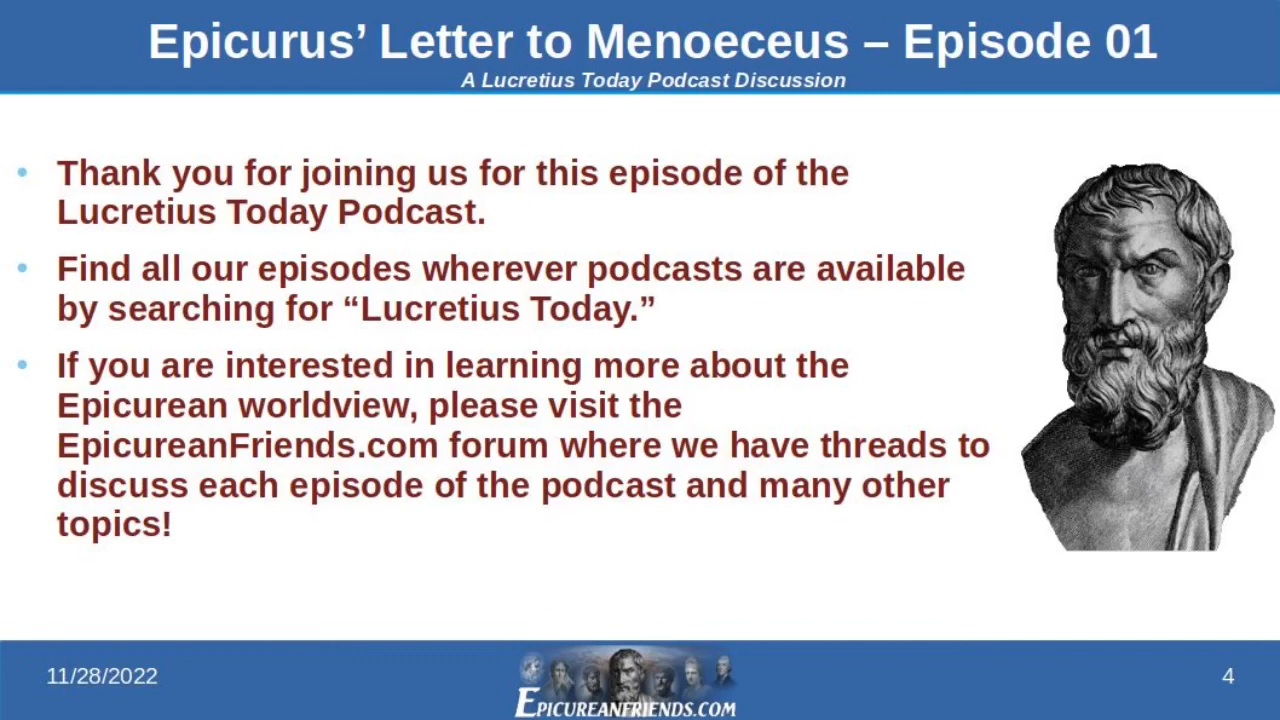 Epicurus’ Letter to Menoeceus – Episode 01
A Lucretius Today Podcast Discussion
• Thank you for joining us for this episode of the
Lucretius Today Podcast.
• Find all our episodes wherever podcasts are available
by searching for “Lucretius Today.”
• If you are interested in learning more about the
Epicurean worldview, please visit the
EpicureanFriends.com forum where we have threads to
discuss each episode of the podcast and many other
topics!
11/28/2022
EPICUREANFRIENDS.COM
4